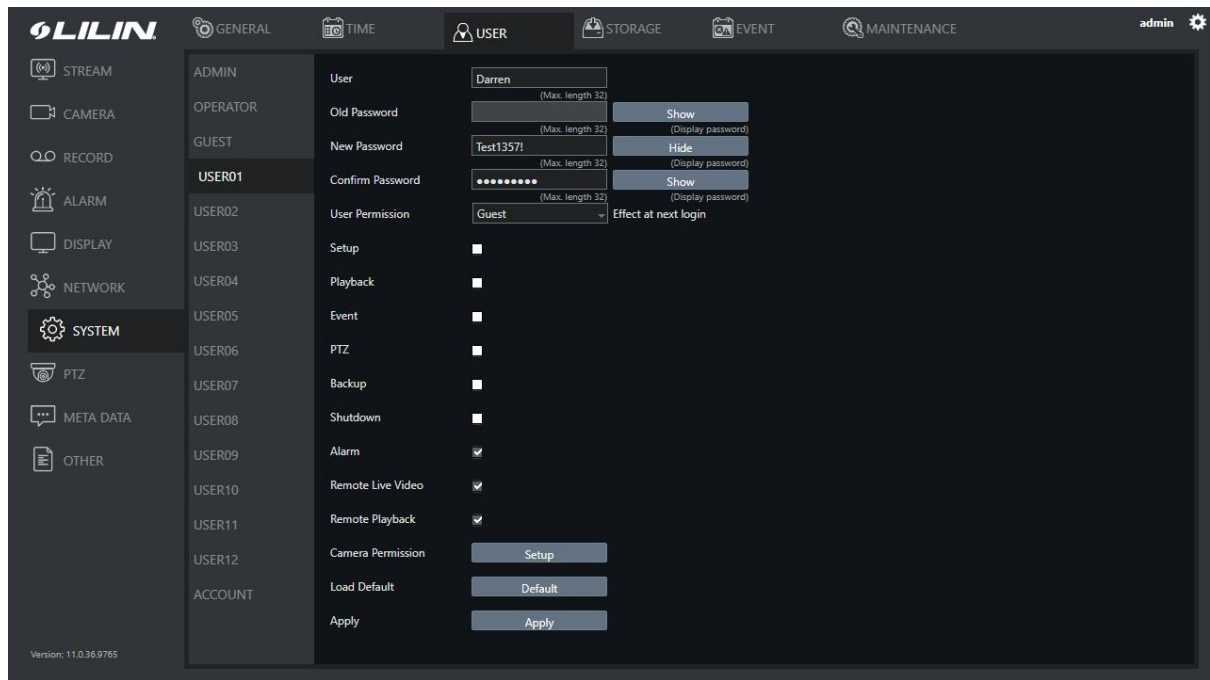 LILIN
GENERAL
TIME
USER
STORAGE
EVENT
MAINTENANCE
admin
STREAM
CAMERA
RECORD
ALARM
DISPLAY
NETWORK
SYSTEM
PTZ
META DATA
OTHER
Version: 11.0.36.9765
ADMIN
OPERATOR
GUEST
USER01
USER02
USER03
USER04
USER05
USER06
USER07
USER08
USER09
USER10
USER11
USER12
ACCOUNT
User Darren
(Max. length 32)
Old Password Show
(Max. length 32) (Display password)
New Password Test1357! Hide
(Max. length 32) (Display password)
Confirm Password ●●●●●●●●● Show
(Max. length 32) (Display password)
User Permission Guest Effect at next login
Setup
Playback
Event
PTZ
Backup
Shutdown
Alarm
Remote Live Video
Remote Playback
Camera Permission Setup
Load Default Default
Apply Apply